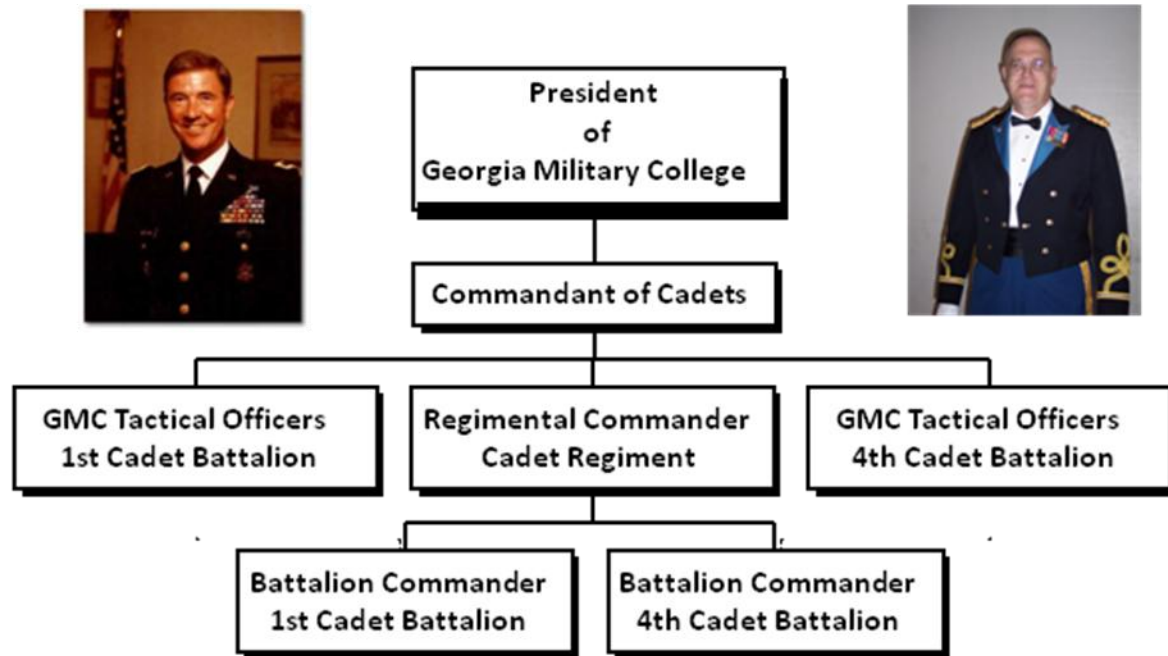 President
of
Georgia Military College
Commandant of Cadets
GMC Tactical Officers
1st Cadet Battalion
Regimental Commander
Cadet Regiment
GMC Tactical Officers
4th Cadet Battalion
Battalion Commander
1st Cadet Battalion
Battalion Commander
4th Cadet Battalion